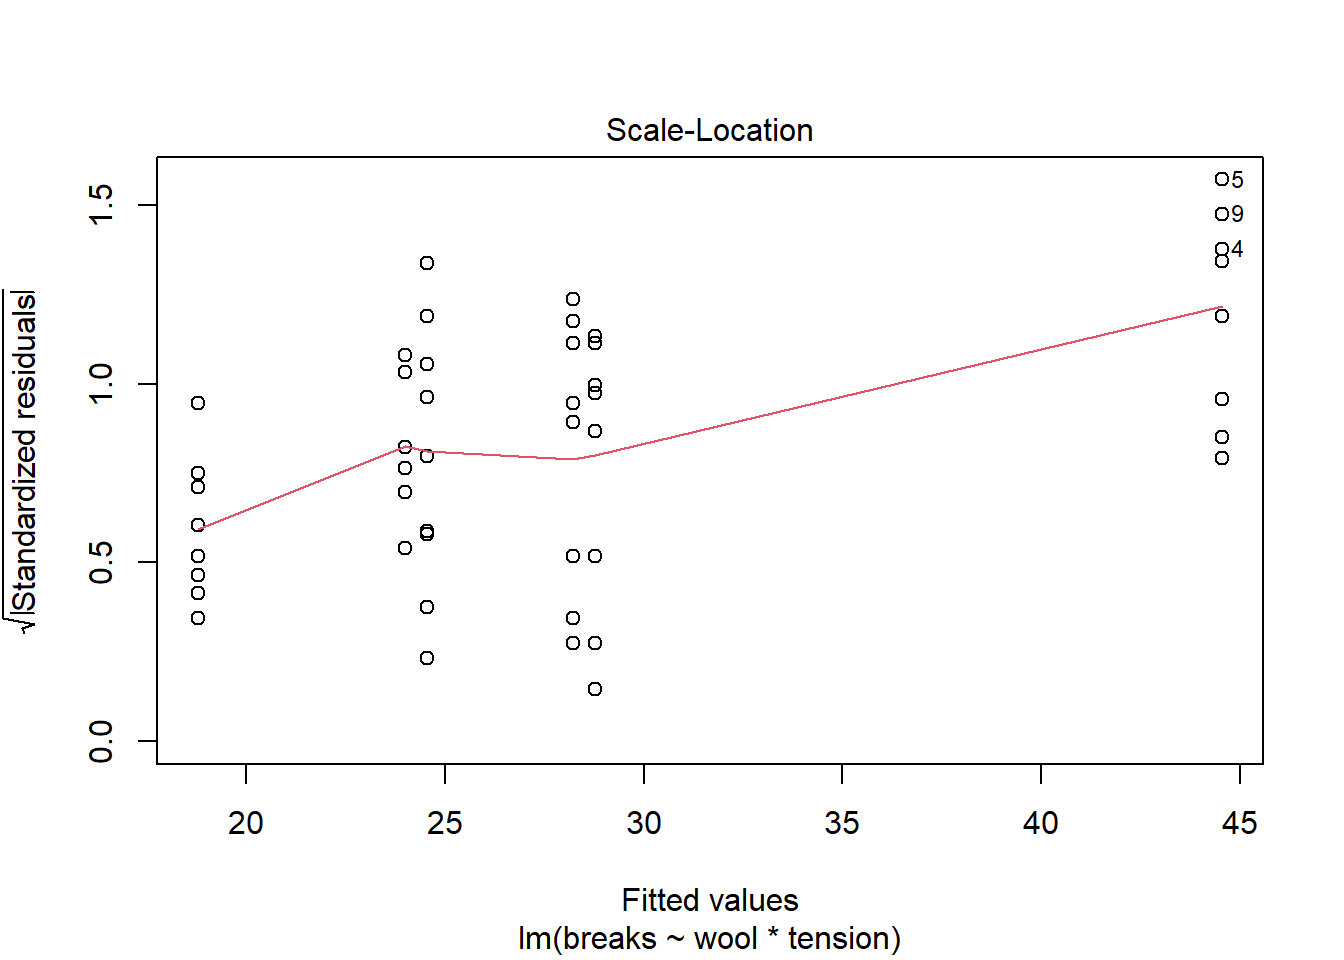 Scale-Location
√|Standardized residuals|
1.5
1.0
0.5
0.0
5
9
4
20 25 30 35 40 45
Fitted values
lm(breaks ~ wool * tension)